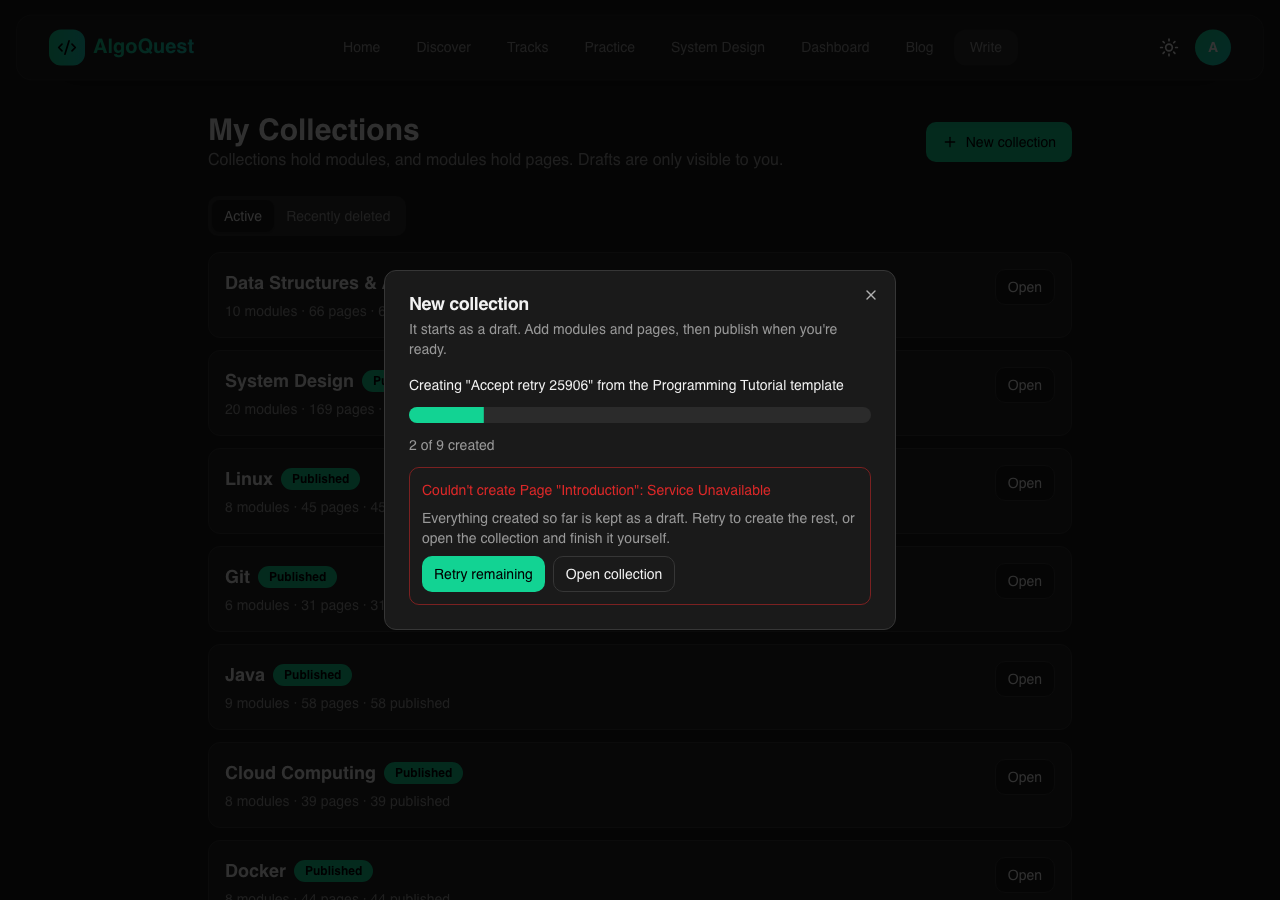 AlgoQuest
Home
Discover
Tracks
Practice
System Design
Dashboard
Blog
Write
A
My Collections
Collections hold modules, and modules hold pages. Drafts are only visible to you.
New collection
Active
Recently deleted
Data Structures &
10 modules · 66 pages · 6
Open
System Design
20 modules · 169 pages ·
Open
Linux
Published
8 modules · 45 pages · 45
Open
Git
Published
6 modules · 31 pages · 31
Open
Java
Published
9 modules · 58 pages · 58 published
Open
Cloud Computing
Published
8 modules · 39 pages · 39 published
Open
Docker
Published
8 modules · 44 pages · 44 published
Open
New collection
It starts as a draft. Add modules and pages, then publish when you're
ready.
Creating "Accept retry 25906" from the Programming Tutorial template
2 of 9 created
Couldn't create Page "Introduction": Service Unavailable
Everything created so far is kept as a draft. Retry to create the rest, or
open the collection and finish it yourself.
Retry remaining
Open collection